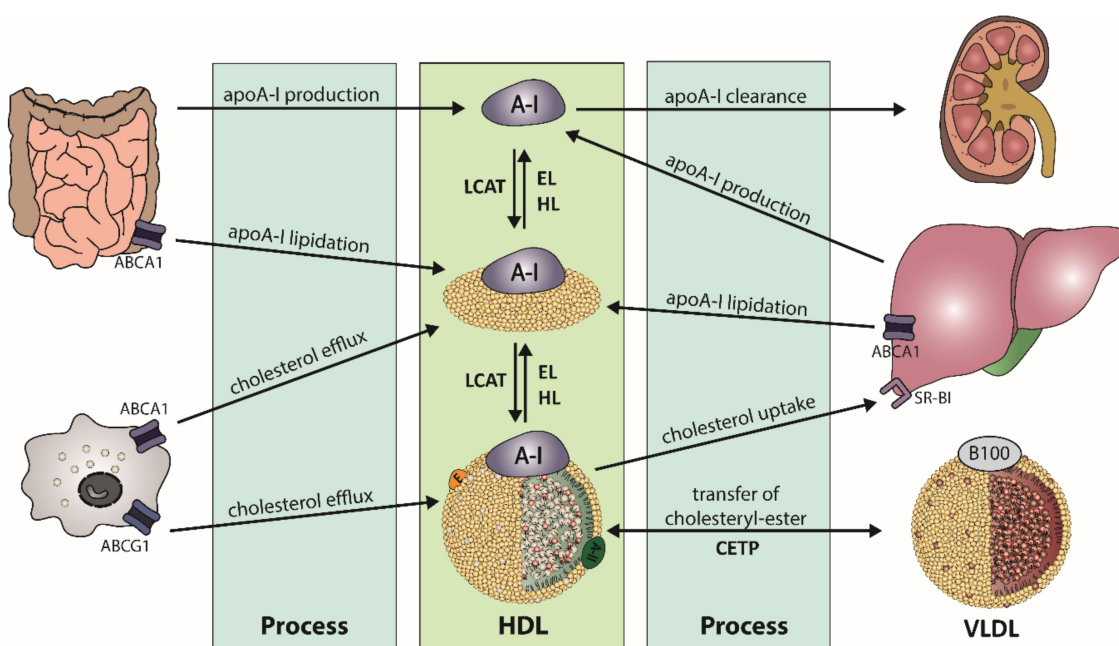 apoA-I production
A-I
apoA-I clearance
LCAT
EL
HL
apoA-I production
ABCA1
apoA-I lipidation
A-I
apoA-I lipidation
ABCA1
cholesterol efflux
LCAT
EL
HL
SR-BI
cholesterol uptake
ABCA1
A-I
B100
E
cholesterol efflux
transfer of
cholesteryl-ester
CETP
ABCG1
A-II
Process
HDL
Process
VLDL